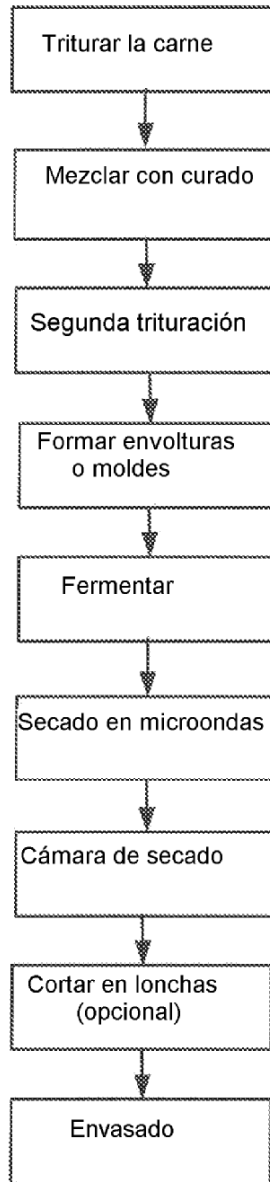 Triturar la carne
Mezclar con curado
Segunda trituración
Formar envolturas
o moldes
Fermentar
Secado en microondas
Cámara de secado
Cortar en lonchas
(opcional)
Envasado